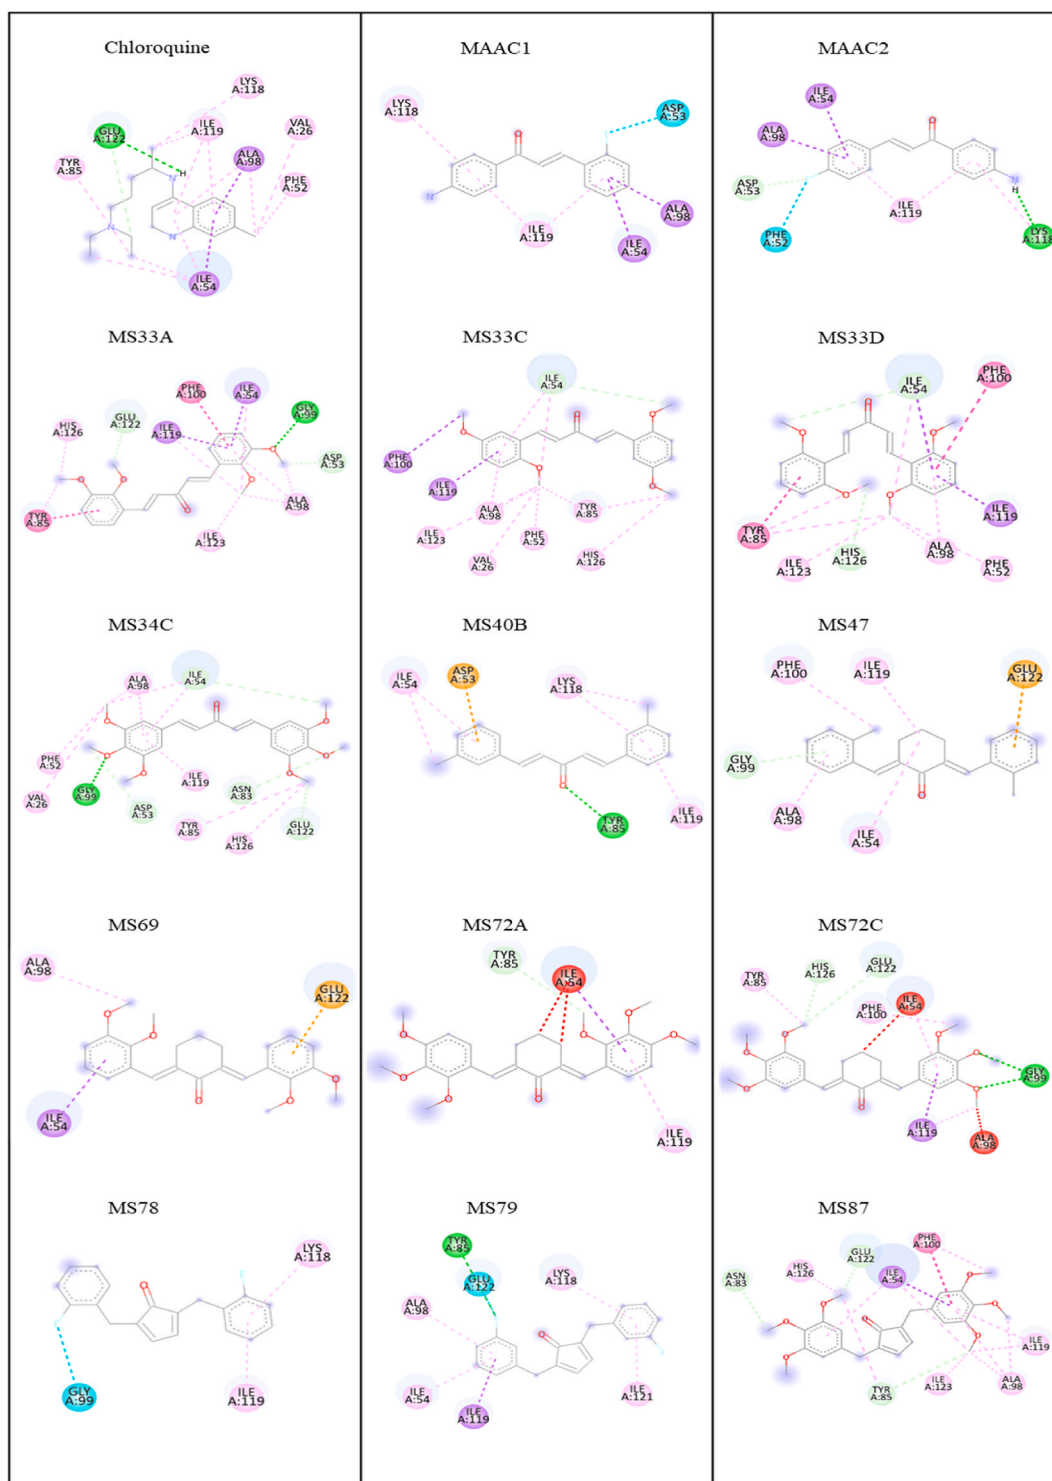 Chloroquine
LYS
A:118
GLU
A:122
ILE
A:119
VAL
A:26
ALA
A:98
TYR
A:85
PHE
A:52
N
H
N
N
ILE
A:54
MAAC1
LYS
A:118
ASP
A:53
O
N
ALA
A:98
ILE
A:119
ILE
A:54
MAAC2
ILE
A:54
ALA
A:98
O
ASP
A:53
N
H
ILE
A:119
PHE
A:52
LYS
A:118
MS33A
PHE
A:100
ILE
A:54
GLY
A:99
HIS
A:126
GLU
A:122
ILE
A:119
O
ASP
A:53
O
O
O
O
ALA
A:98
TYR
A:85
ILE
A:123
MS33C
ILE
A:54
O
O
O
PHE
A:100
O
O
ILE
A:119
ALA
A:98
TYR
A:85
ILE
A:123
PHE
A:52
VAL
A:26
HIS
A:126
MS33D
ILE
A:54
PHE
A:100
O
O
O
O
O
ILE
A:119
TYR
A:85
ILE
A:123
HIS
A:126
ALA
A:98
PHE
A:52
MS34C
ALA
A:98
ILE
A:54
O
O
O
O
O
O
O
PHE
A:52
VAL
A:26
GLY
A:99
ASP
A:53
ILE
A:119
ASN
A:83
TYR
A:85
HIS
A:126
GLU
A:122
MS40B
ILE
A:54
ASP
A:53
LYS
A:118
O
TYR
A:85
ILE
A:119
MS47
PHE
A:100
ILE
A:119
GLU
A:122
GLY
A:99
O
ALA
A:98
ILE
A:54
MS69
ALA
A:98
GLU
A:122
O
O
O
O
O
ILE
A:54
MS72A
TYR
A:85
ILE
A:54
O
O
O
O
O
O
O
ILE
A:119
MS72C
TYR
A:85
HIS
A:126
GLU
A:122
PHE
A:100
ILE
A:54
O
O
O
O
O
O
O
GLY
A:99
ILE
A:119
ALA
A:98
MS78
LYS
A:118
O
GLY
A:99
ILE
A:119
MS79
TYR
A:85
GLU
A:122
LYS
A:118
ALA
A:98
O
ILE
A:54
ILE
A:119
ILE
A:121
MS87
PHE
A:100
GLU
A:122
HIS
A:126
ILE
A:54
ASN
A:83
O
O
O
O
O
O
O
ILE
A:119
TYR
A:85
ILE
A:123
ALA
A:98